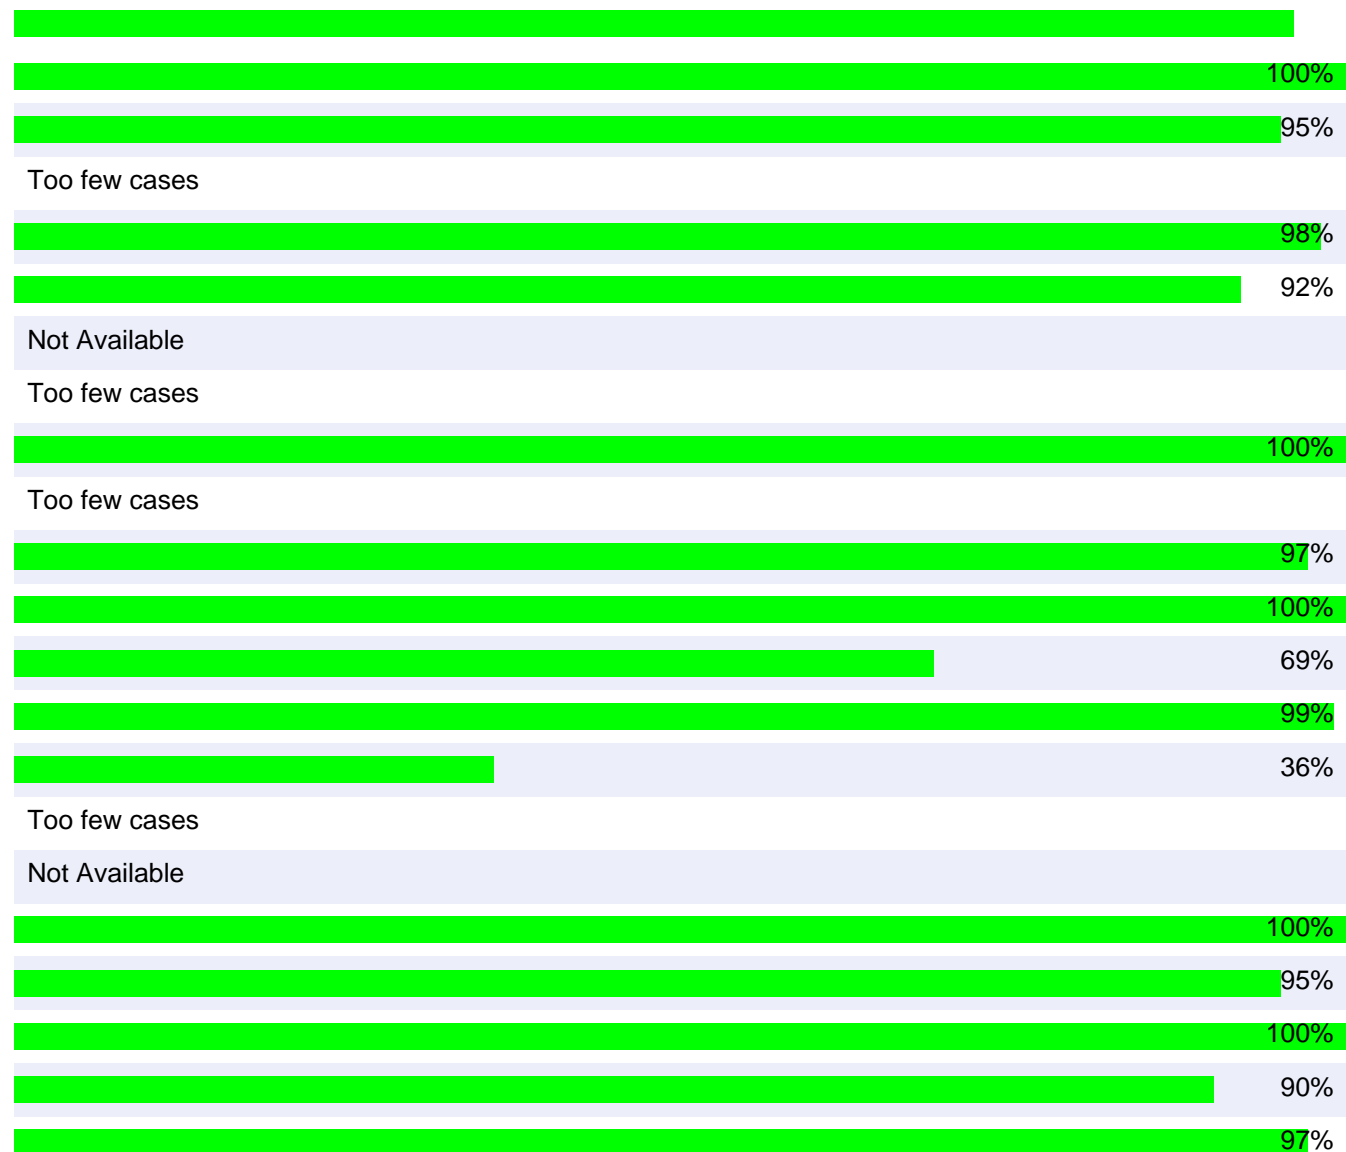 100%
95%
Too few cases
98%
92%
Not Available
Too few cases
100%
Too few cases
97%
100%
69%
99%
36%
Too few cases
Not Available
100%
95%
100%
90%
97%